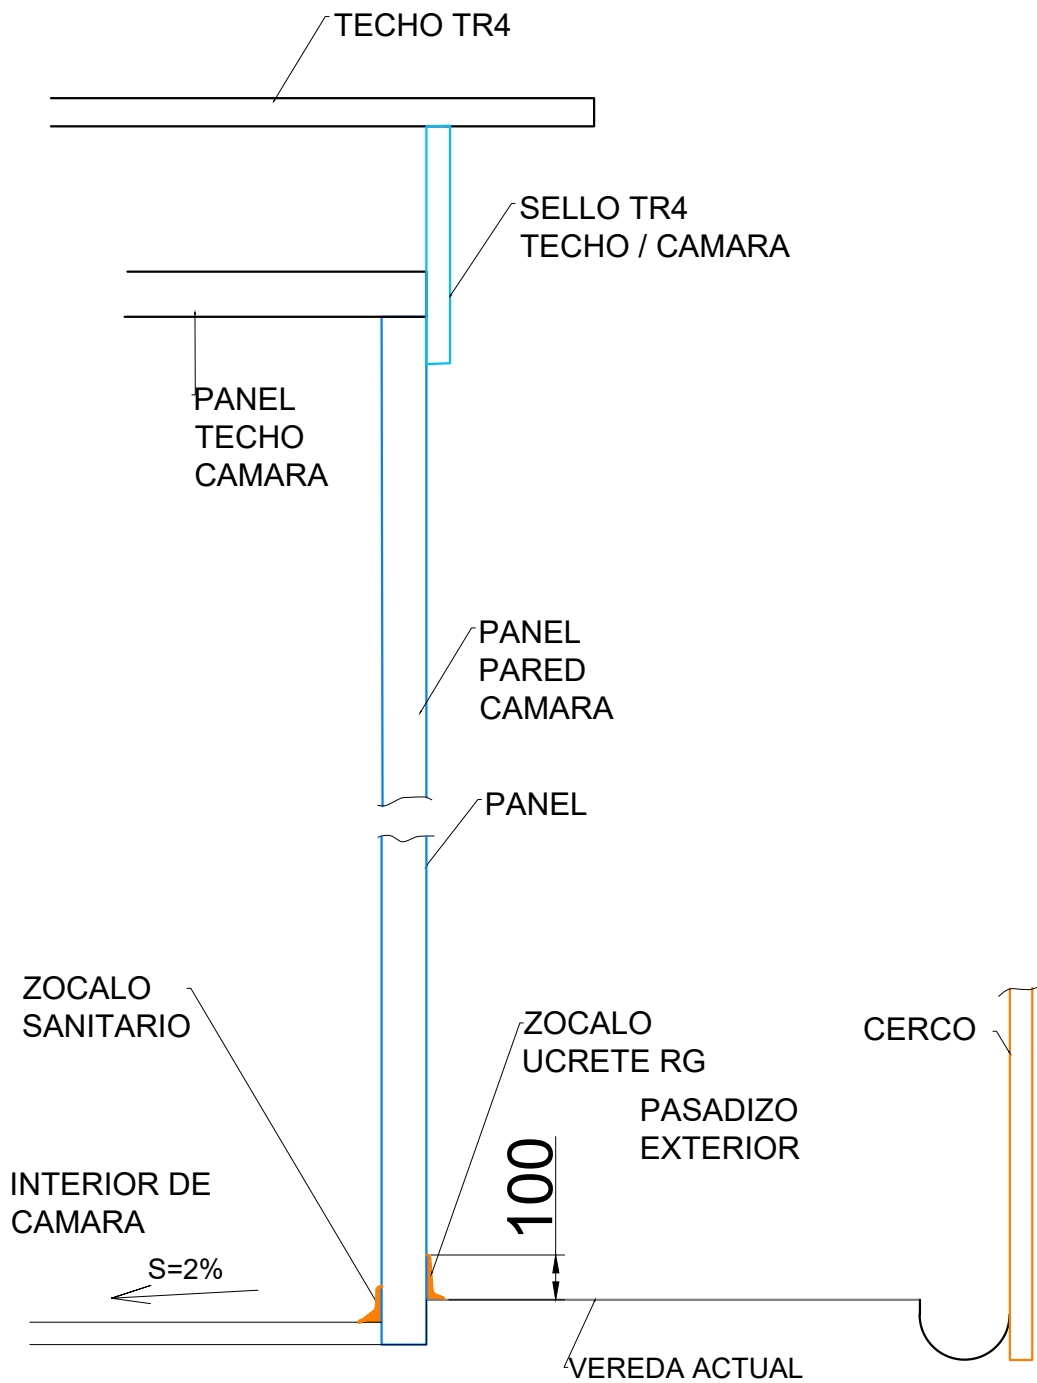 TECHO TR4
SELLO TR4
TECHO / CAMARA
PANEL
TECHO
CAMARA
PANEL
PARED
CAMARA
PANEL
ZOCALO
SANITARIO
ZOCALO
UCRETE RG
CERCO
PASADIZO
EXTERIOR
100
INTERIOR DE
CAMARA
S=2%
VEREDA ACTUAL